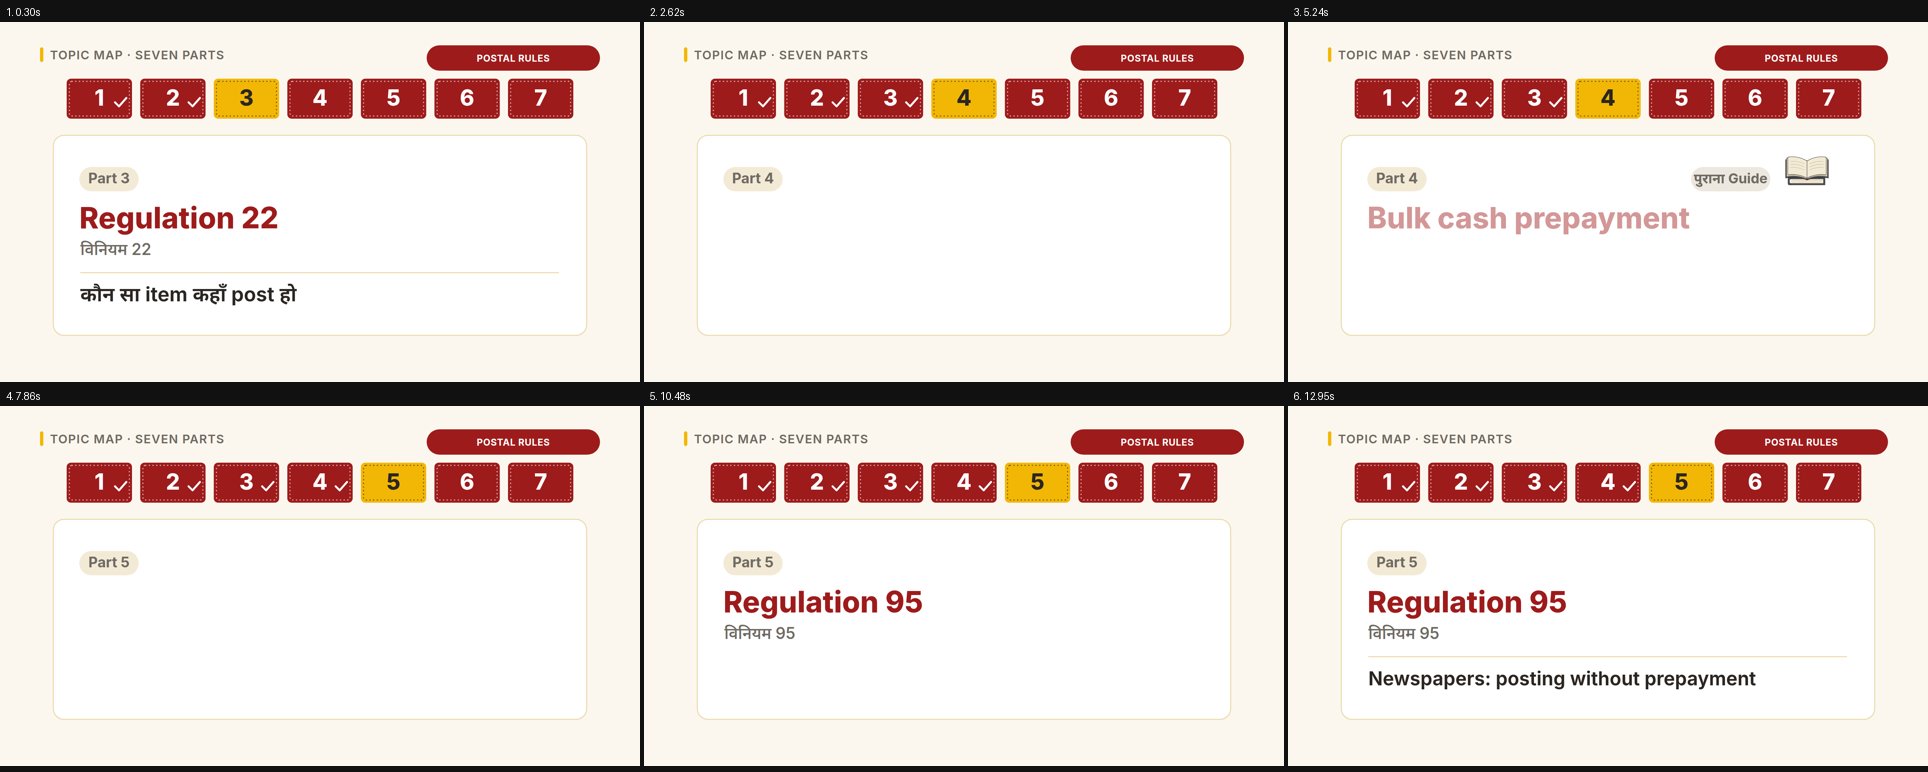 1. 0.30s
TOPIC MAP · SEVEN PARTS
POSTAL RULES
1 2 3 4 5 6 7
Part 3
Regulation 22
विनियम 22
कौन सा item कहाँ post हो
2. 2.62s
TOPIC MAP · SEVEN PARTS
POSTAL RULES
1 2 3 4 5 6 7
Part 4
3. 5.24s
TOPIC MAP · SEVEN PARTS
POSTAL RULES
1 2 3 4 5 6 7
Part 4
पुराना Guide
Bulk cash prepayment
4. 7.86s
TOPIC MAP · SEVEN PARTS
POSTAL RULES
1 2 3 4 5 6 7
Part 5
5. 10.48s
TOPIC MAP · SEVEN PARTS
POSTAL RULES
1 2 3 4 5 6 7
Part 5
Regulation 95
विनियम 95
6. 12.95s
TOPIC MAP · SEVEN PARTS
POSTAL RULES
1 2 3 4 5 6 7
Part 5
Regulation 95
विनियम 95
Newspapers: posting without prepayment